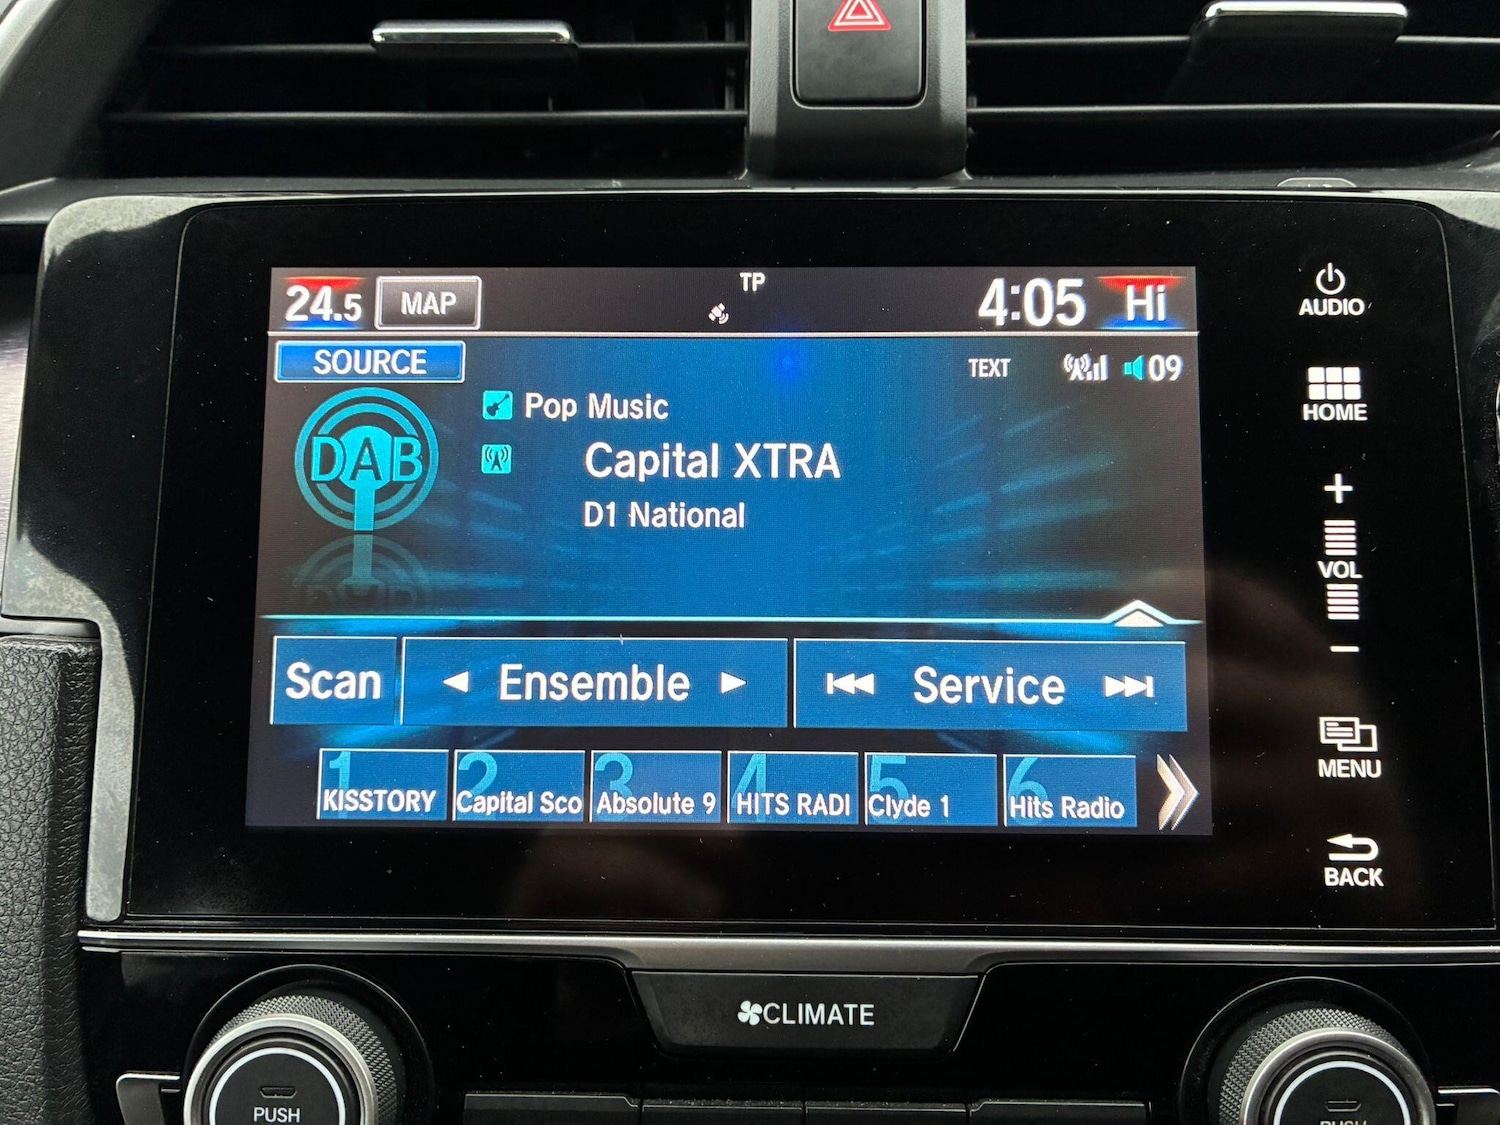 24.5 MAP TP 4:05 Hi
AUDIO
SOURCE TEXT 09
HOME
DAB
Pop Music
Capital XTRA
D1 National
+
VOL
−
Scan Ensemble Service
MENU
1 KISSTORY
2 Capital Sco
3 Absolute 9
4 HITS RADI
5 Clyde 1
6 Hits Radio
BACK
CLIMATE
PUSH
PUSH